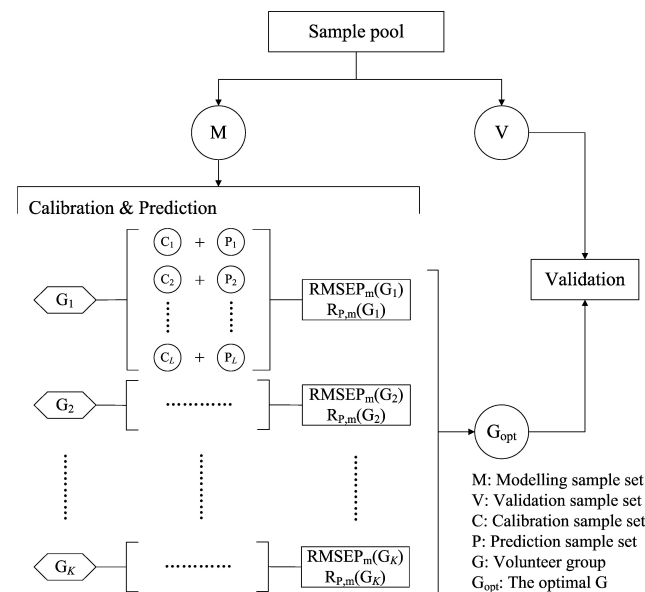 Sample pool
M
V
Calibration & Prediction
C1 + P1
C2 + P2
CL + PL
G1
RMSEPm(G1)
RP,m(G1)
Validation
G2
............
RMSEPm(G2)
RP,m(G2)
Gopt
GK
............
RMSEPm(GK)
RP,m(GK)
M: Modelling sample set
V: Validation sample set
C: Calibration sample set
P: Prediction sample set
G: Volunteer group
Gopt: The optimal G